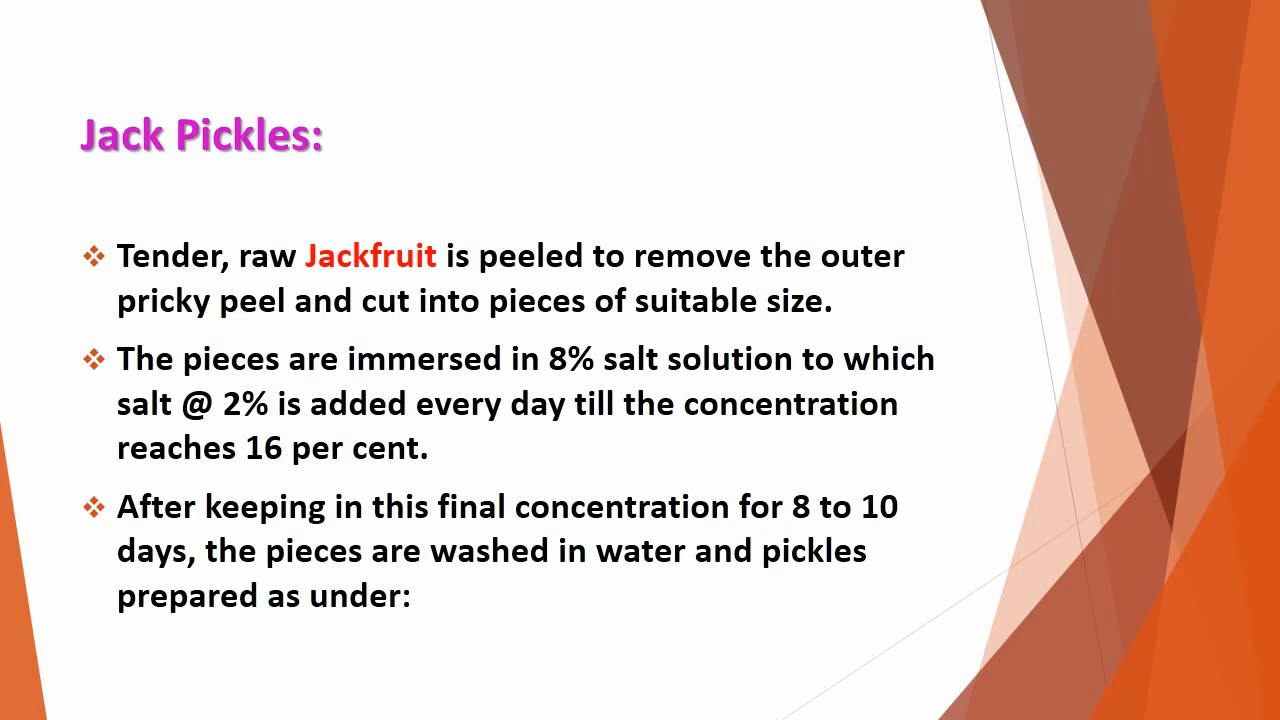 Jack Pickles:
Tender, raw Jackfruit is peeled to remove the outer
pricky peel and cut into pieces of suitable size.
The pieces are immersed in 8% salt solution to which
salt @ 2% is added every day till the concentration
reaches 16 per cent.
After keeping in this final concentration for 8 to 10
days, the pieces are washed in water and pickles
prepared as under: